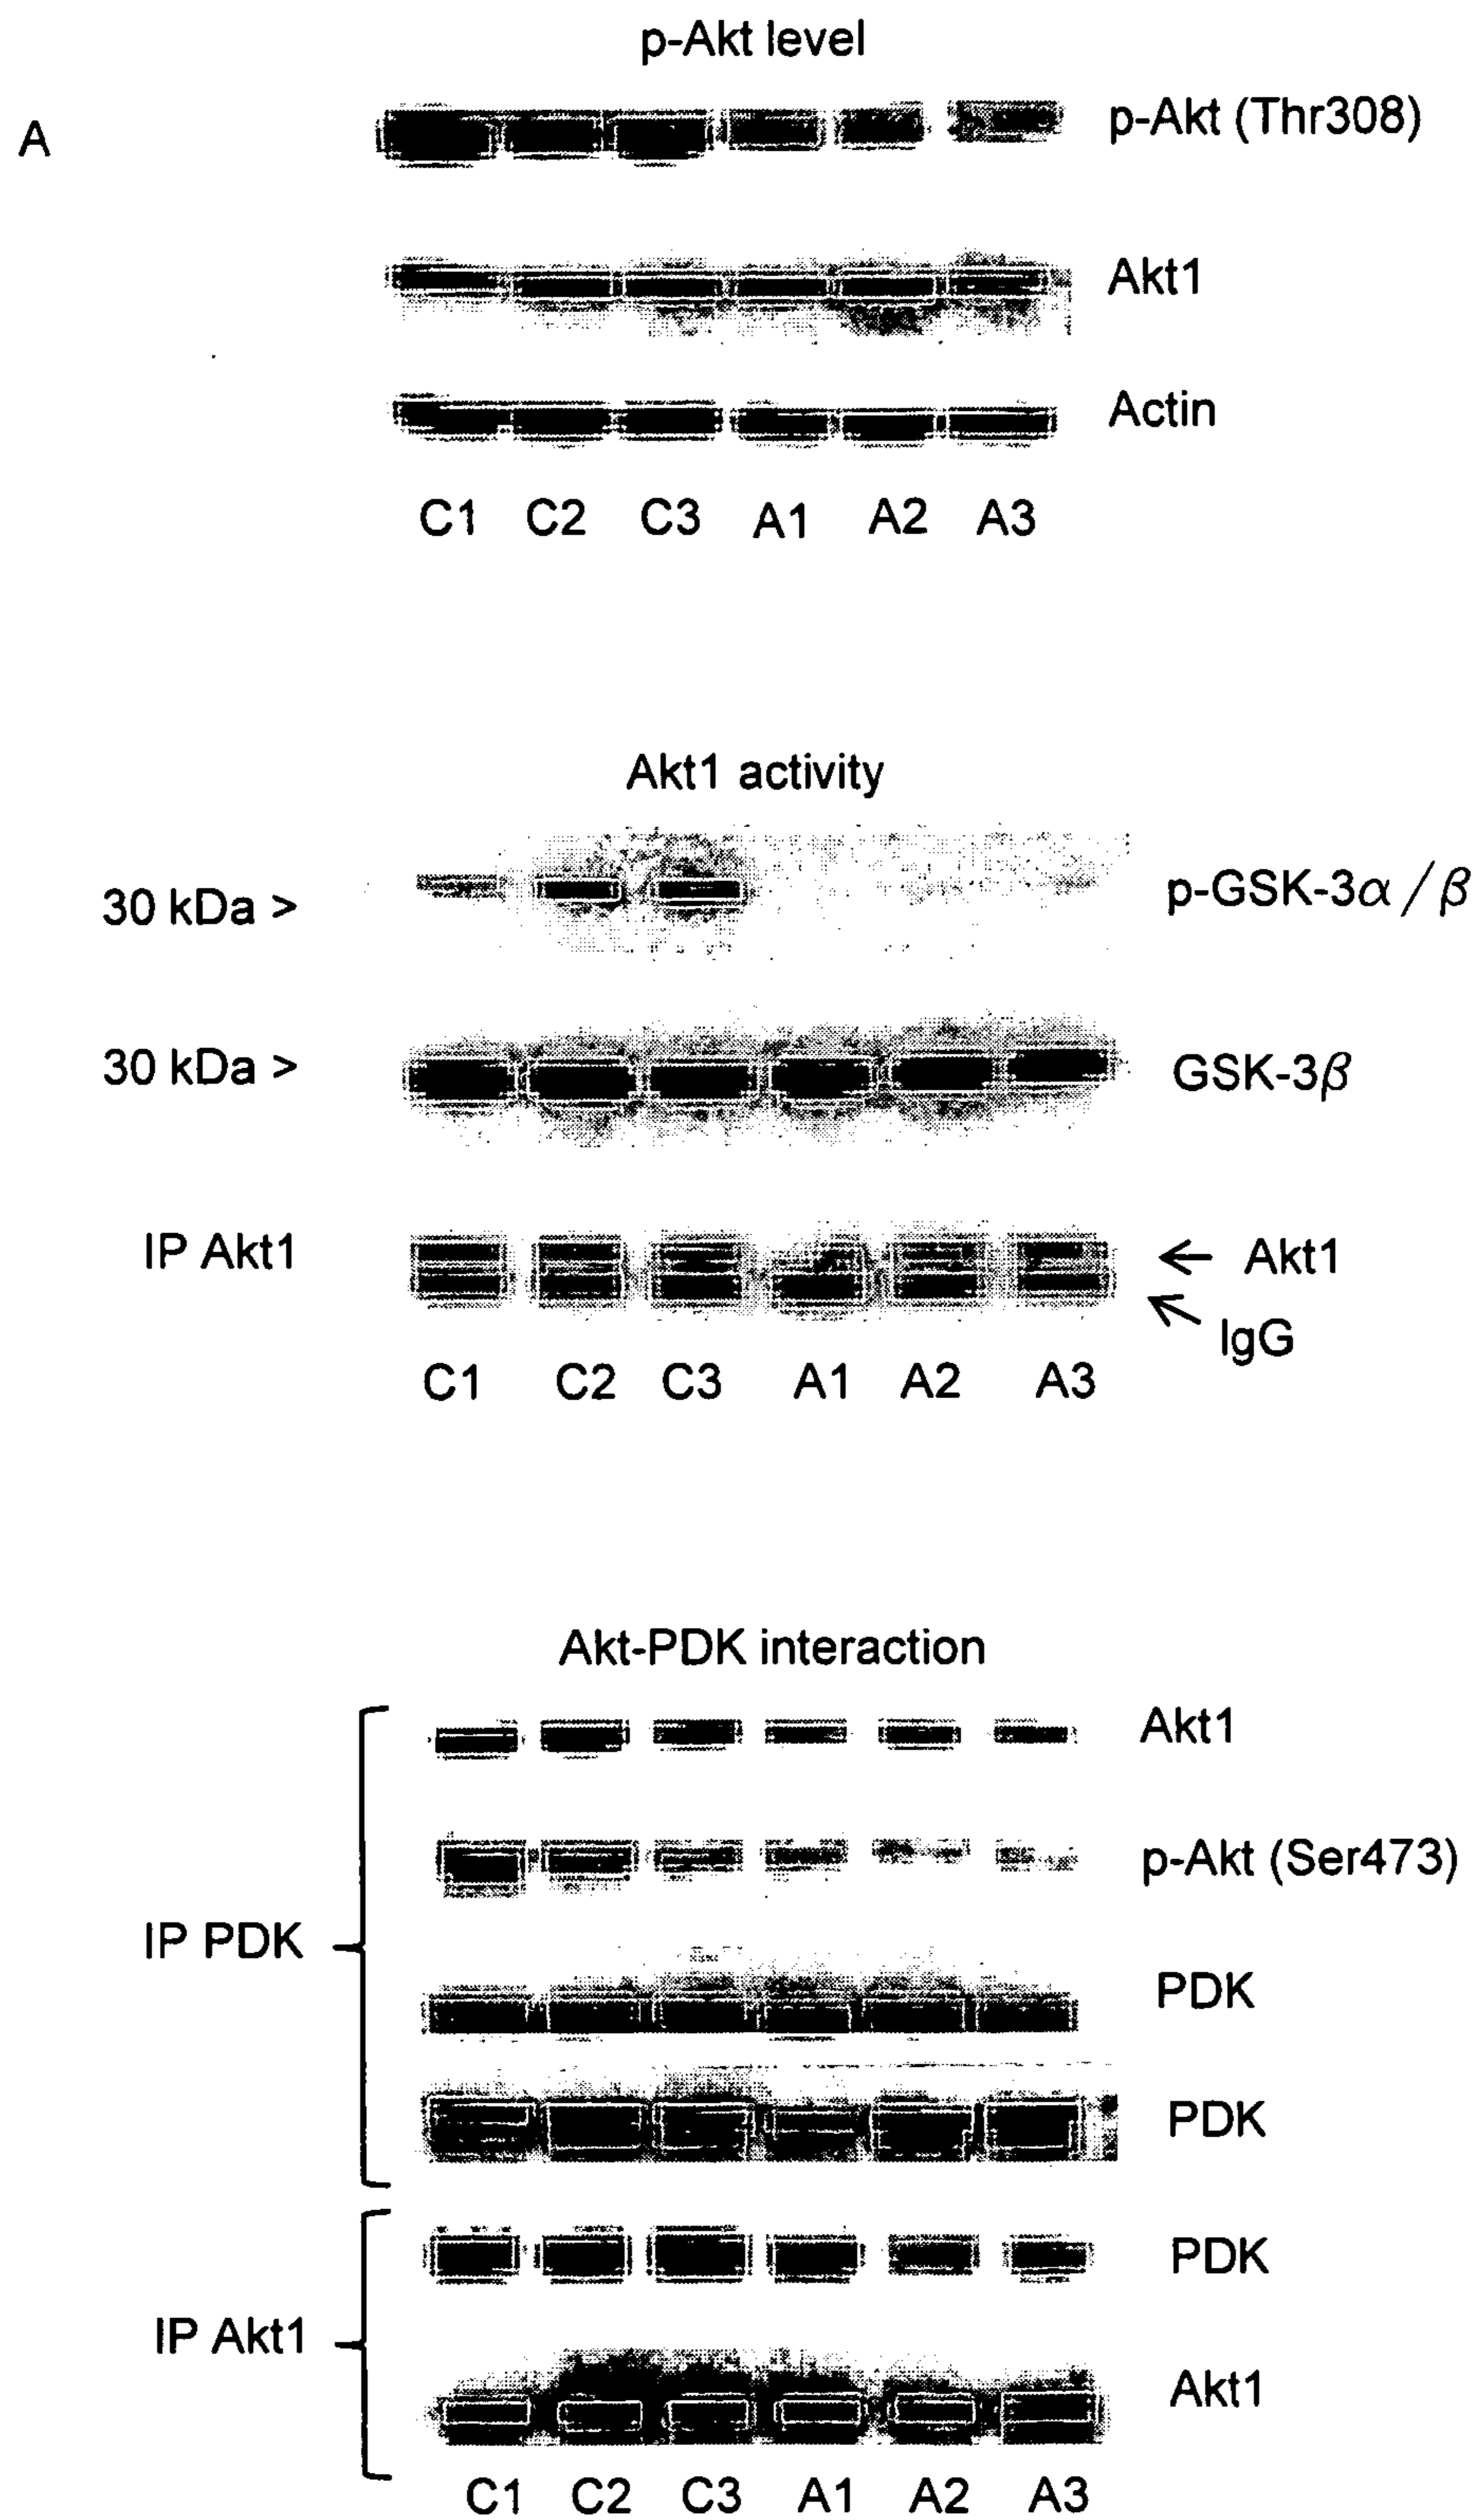 p-Akt level
A
p-Akt (Thr308)
Akt1
Actin
C1 C2 C3 A1 A2 A3
Akt1 activity
30 kDa > p-GSK-3α / β
30 kDa > GSK-3β
IP Akt1 ← Akt1
IgG
C1 C2 C3 A1 A2 A3
Akt-PDK interaction
Akt1
p-Akt (Ser473)
IP PDK
PDK
PDK
PDK
IP Akt1
Akt1
C1 C2 C3 A1 A2 A3